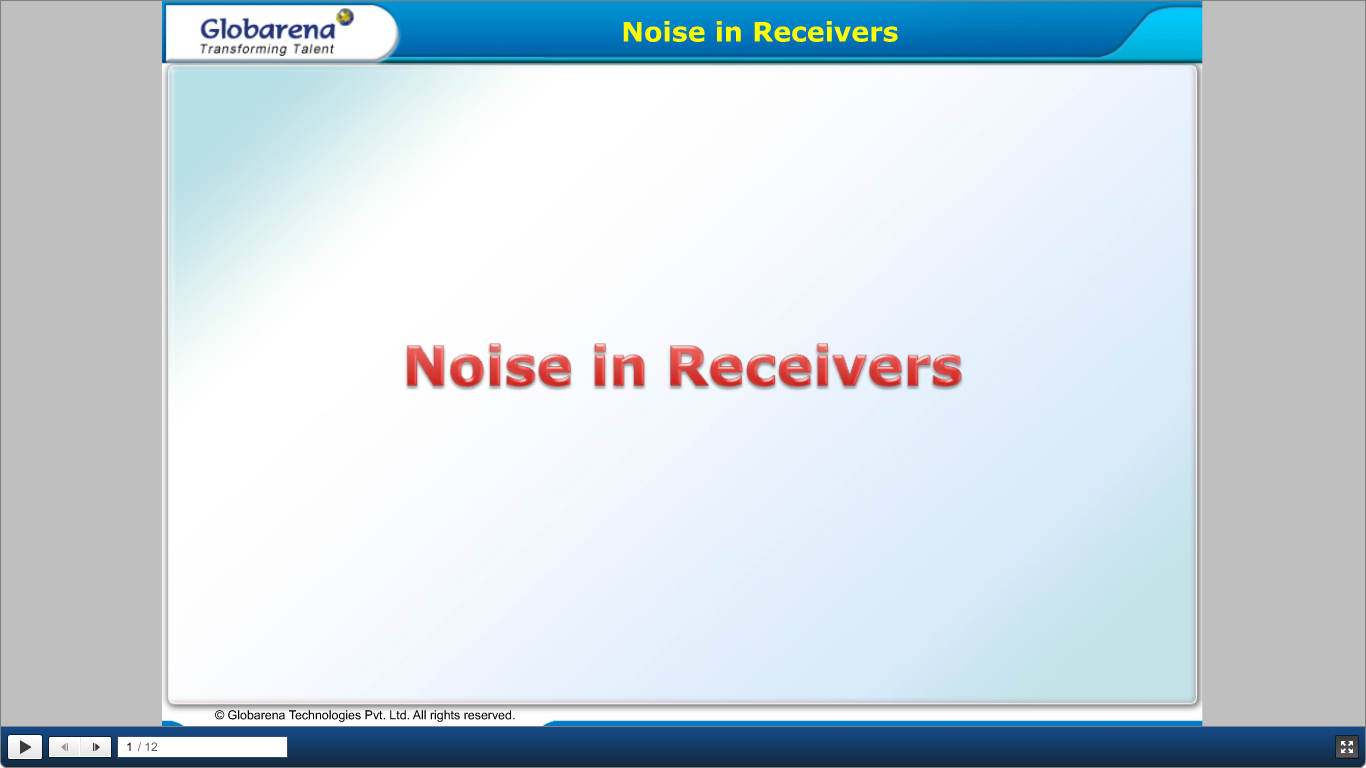 Globarena
Transforming Talent
Noise in Receivers
Noise in Receivers
© Globarena Technologies Pvt. Ltd. All rights reserved.
1 / 12